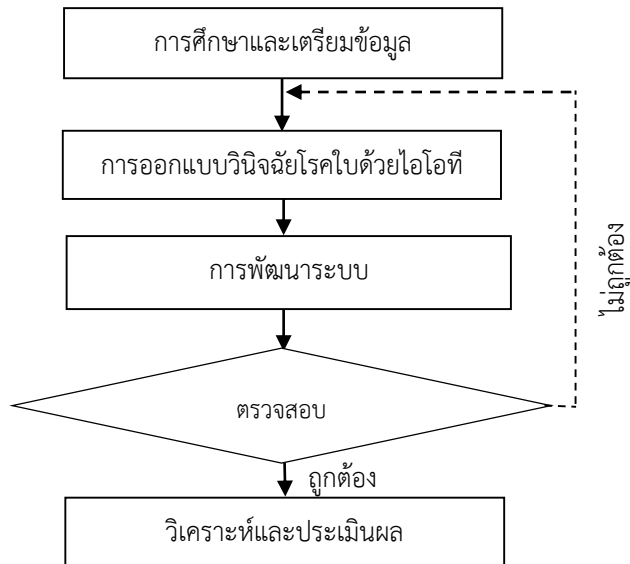 การศึกษาและเตรียมข้อมูล
การออกแบบวินิจฉัยโรคใบด้วยไอโอที
การพัฒนาระบบ
ไม่ถูกต้อง
ตรวจสอบ
ถูกต้อง
วิเคราะห์และประเมินผล